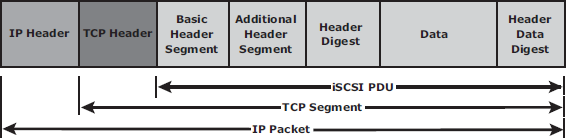 IP Header
TCP Header
Basic
Header
Segment
Additional
Header
Segment
Header
Digest
Data
Header
Data
Digest
iSCSI PDU
TCP Segment
IP Packet